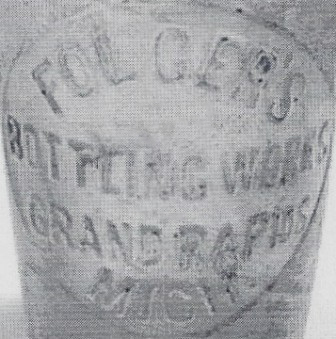 FOLGER'S
BOTTLING WORKS
GRAND RAPIDS
MICH.